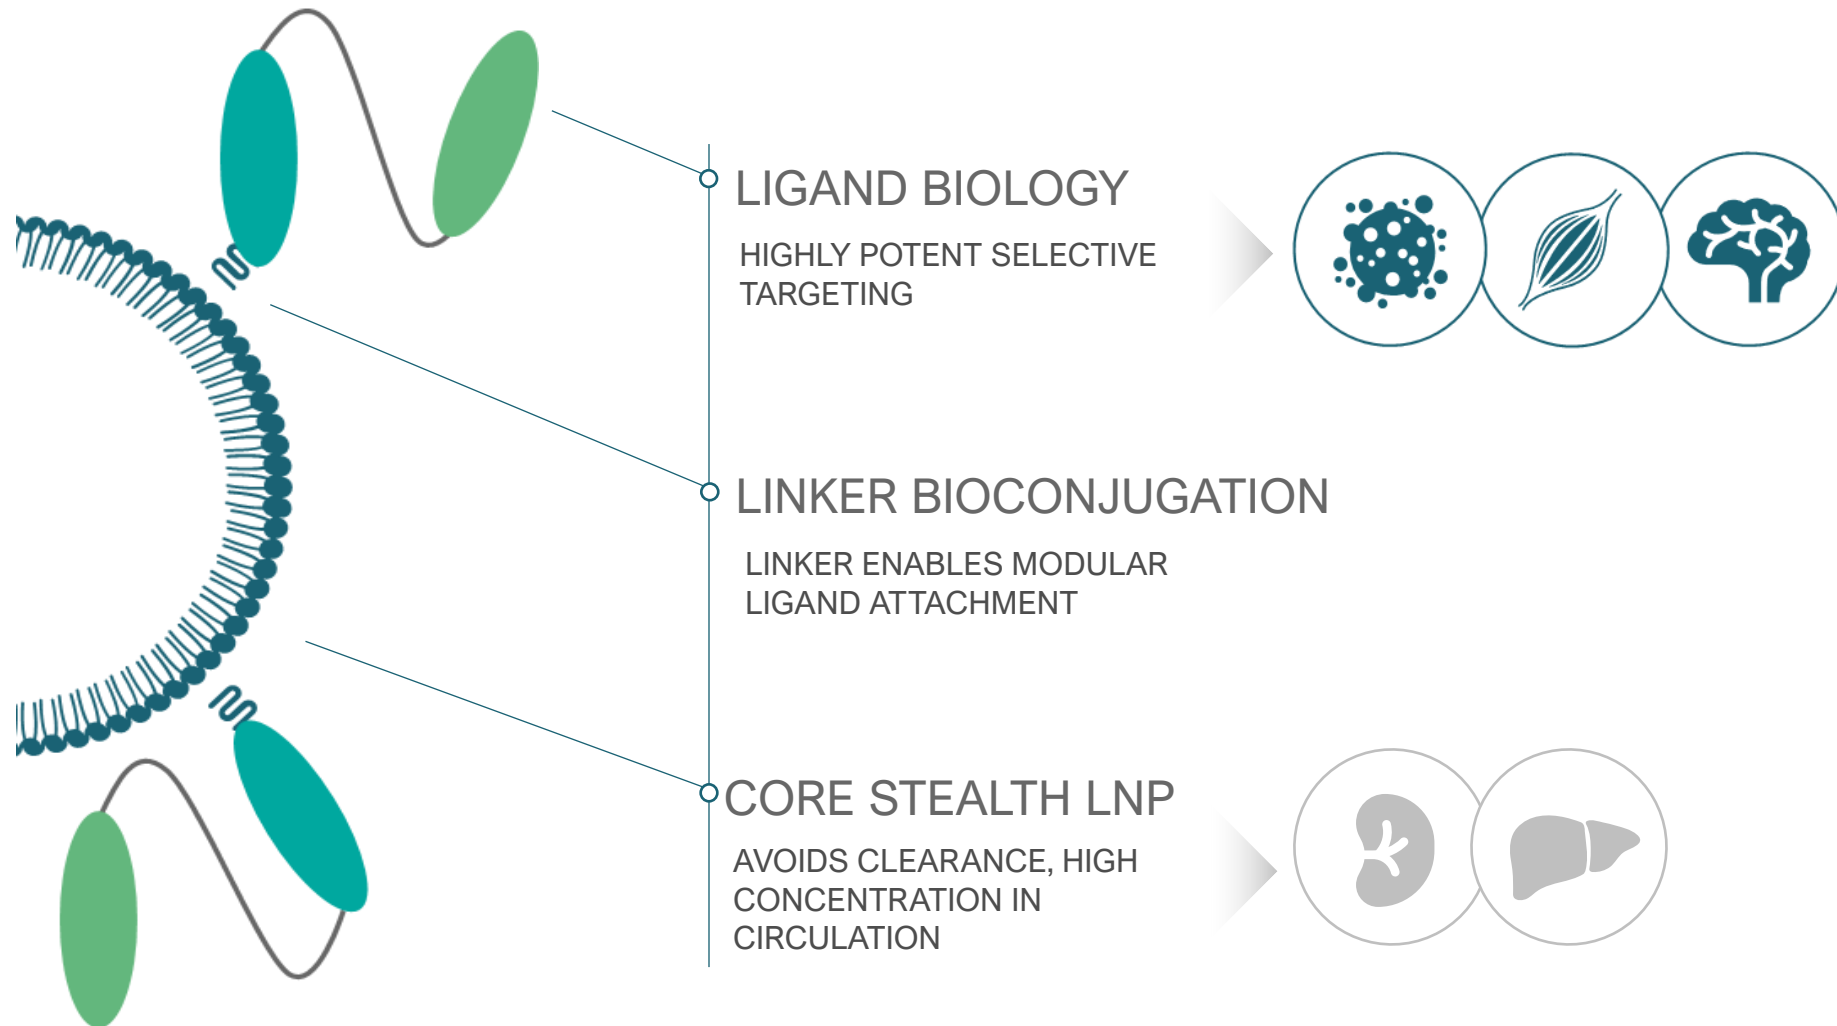 LIGAND BIOLOGY
HIGHLY POTENT SELECTIVE
TARGETING
LINKER BIOCONJUGATION
LINKER ENABLES MODULAR
LIGAND ATTACHMENT
CORE STEALTH LNP
AVOIDS CLEARANCE, HIGH
CONCENTRATION IN
CIRCULATION